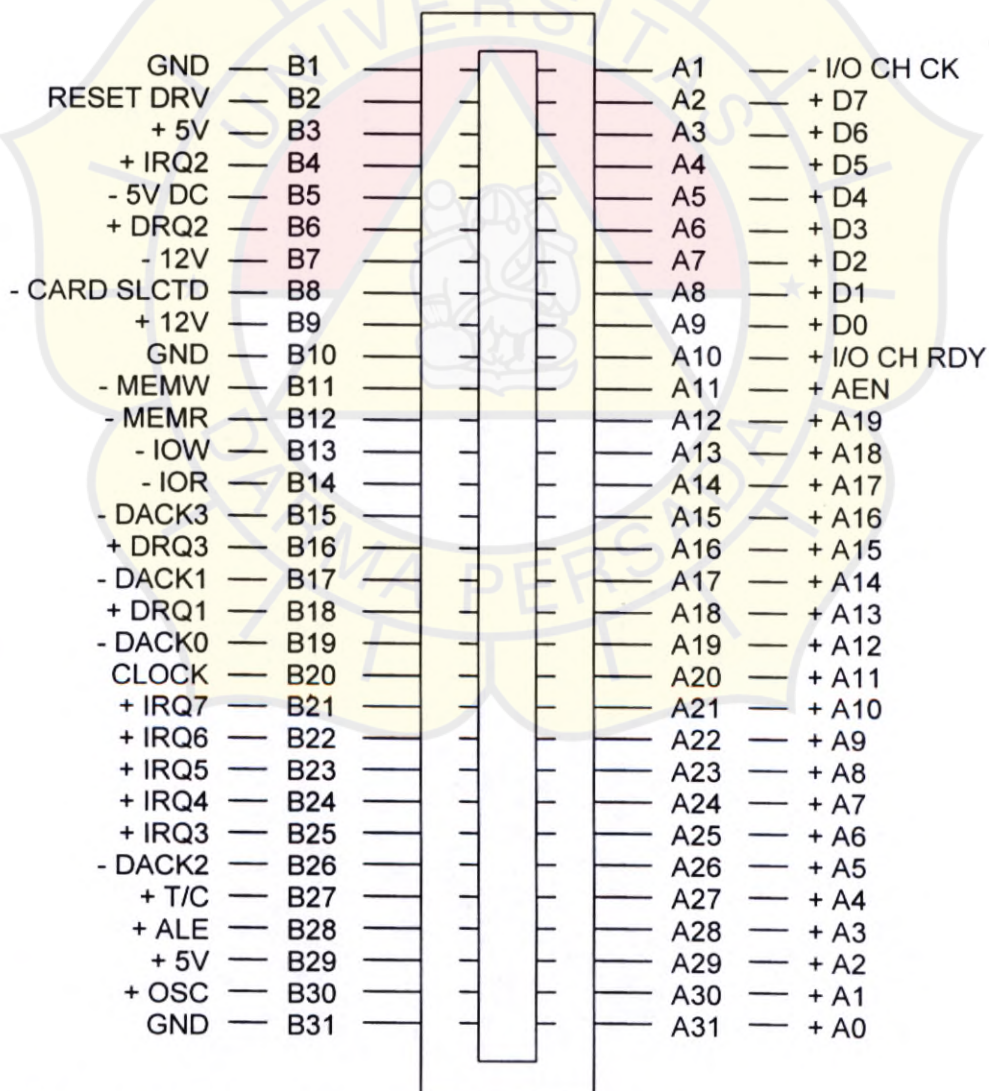 UNIVERSITAS
DARMA PERSADA
GND B1 A1 - I/O CH CK
RESET DRV B2 A2 + D7
+ 5V B3 A3 + D6
+ IRQ2 B4 A4 + D5
- 5V DC B5 A5 + D4
+ DRQ2 B6 A6 + D3
- 12V B7 A7 + D2
- CARD SLCTD B8 A8 + D1
+ 12V B9 A9 + D0
GND B10 A10 + I/O CH RDY
- MEMW B11 A11 + AEN
- MEMR B12 A12 + A19
- IOW B13 A13 + A18
- IOR B14 A14 + A17
- DACK3 B15 A15 + A16
+ DRQ3 B16 A16 + A15
- DACK1 B17 A17 + A14
+ DRQ1 B18 A18 + A13
- DACK0 B19 A19 + A12
CLOCK B20 A20 + A11
+ IRQ7 B21 A21 + A10
+ IRQ6 B22 A22 + A9
+ IRQ5 B23 A23 + A8
+ IRQ4 B24 A24 + A7
+ IRQ3 B25 A25 + A6
- DACK2 B26 A26 + A5
+ T/C B27 A27 + A4
+ ALE B28 A28 + A3
+ 5V B29 A29 + A2
+ OSC B30 A30 + A1
GND B31 A31 + A0